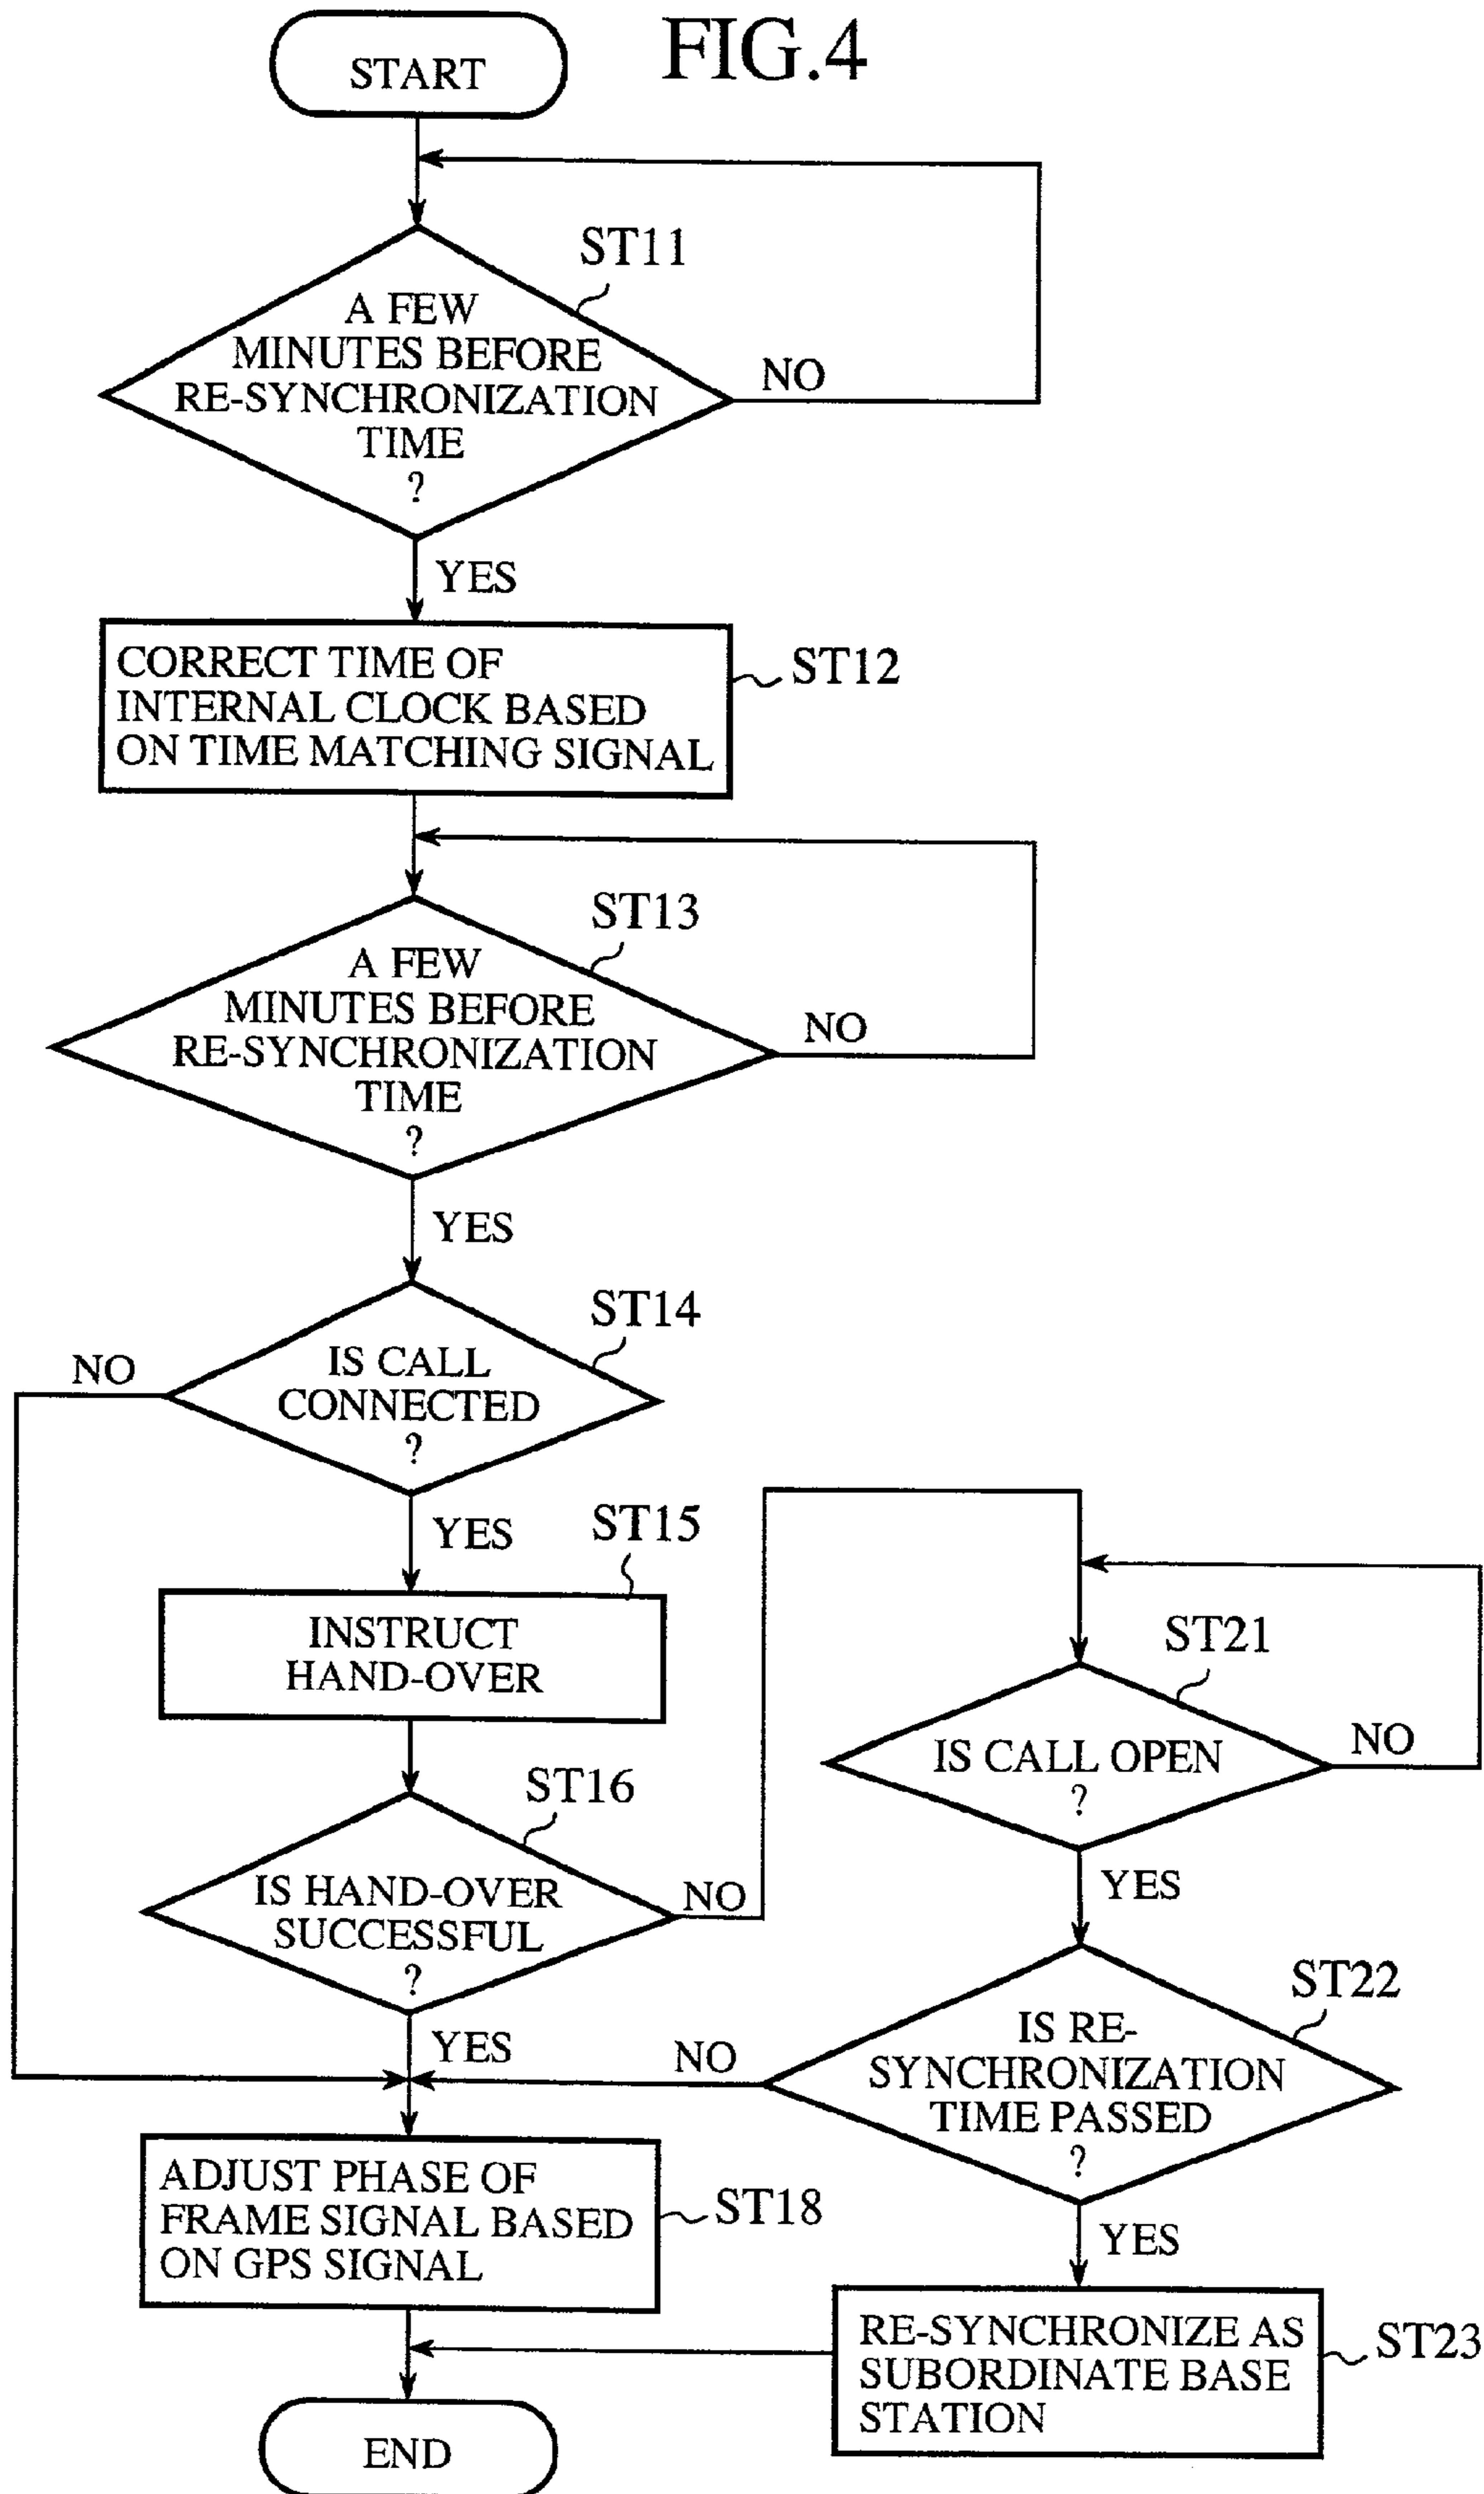 FIG.4
START
ST11
A FEW
MINUTES BEFORE
RE-SYNCHRONIZATION
TIME
?
NO
YES
CORRECT TIME OF
INTERNAL CLOCK BASED
ON TIME MATCHING SIGNAL
ST12
ST13
A FEW
MINUTES BEFORE
RE-SYNCHRONIZATION
TIME
?
NO
YES
ST14
NO
IS CALL
CONNECTED
?
YES
ST15
INSTRUCT
HAND-OVER
ST16
IS HAND-OVER
SUCCESSFUL
?
NO
YES
ST21
IS CALL OPEN
?
NO
YES
ST22
IS RE-
SYNCHRONIZATION
TIME PASSED
?
NO
YES
ADJUST PHASE OF
FRAME SIGNAL BASED
ON GPS SIGNAL
ST18
RE-SYNCHRONIZE AS
SUBORDINATE BASE
STATION
ST23
END